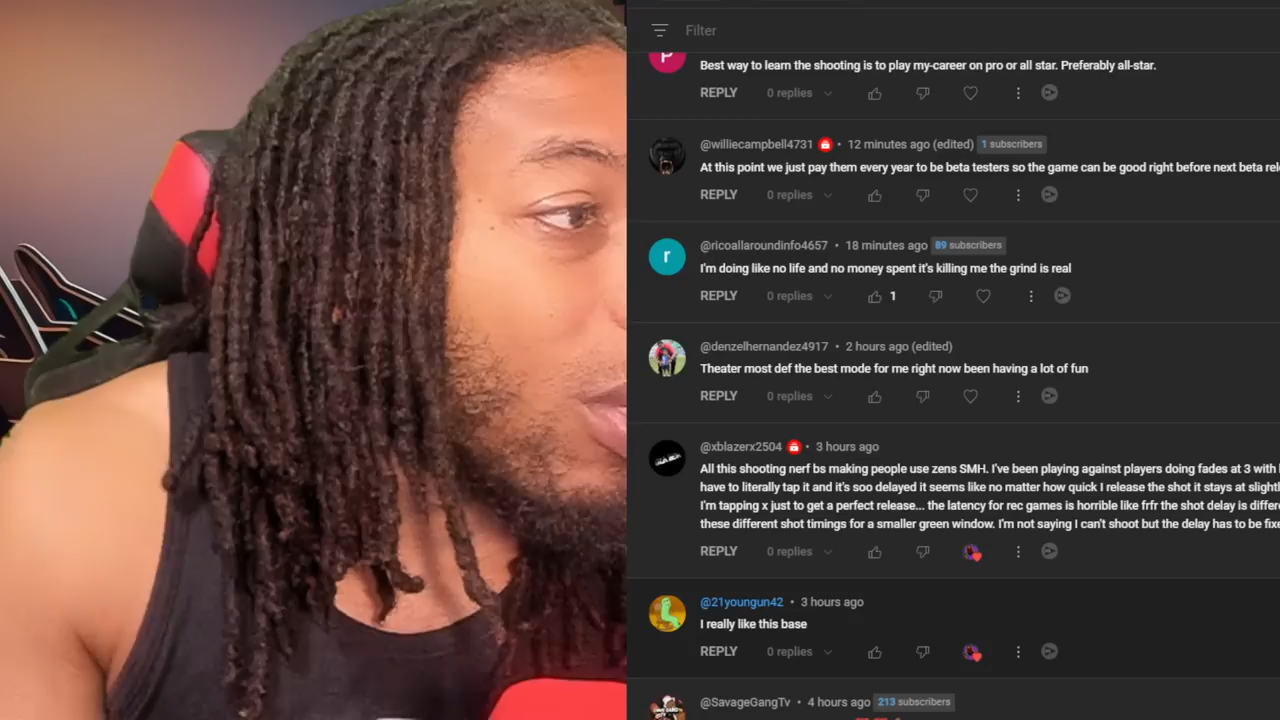 Filter
P
Best way to learn the shooting is to play my-career on pro or all star. Preferably all-star.
REPLY 0 replies
@williecampbell4731 • 12 minutes ago (edited) 1 subscribers
At this point we just pay them every year to be beta testers so the game can be good right before next beta rel
REPLY 0 replies
r
@ricoallaroundinfo4657 • 18 minutes ago 89 subscribers
I'm doing like no life and no money spent it's killing me the grind is real
REPLY 0 replies 1
@denzelhernandez4917 • 2 hours ago (edited)
Theater most def the best mode for me right now been having a lot of fun
REPLY 0 replies
@xblazerx2504 • 3 hours ago
All this shooting nerf bs making people use zens SMH. I've been playing against players doing fades at 3 with
have to literally tap it and it's soo delayed it seems like no matter how quick I release the shot it stays at slightl
I'm tapping x just to get a perfect release... the latency for rec games is horrible like frfr the shot delay is differe
these different shot timings for a smaller green window. I'm not saying I can't shoot but the delay has to be fixe
REPLY 0 replies
@21youngun42 • 3 hours ago
I really like this base
REPLY 0 replies
@SavageGangTv • 4 hours ago 213 subscribers